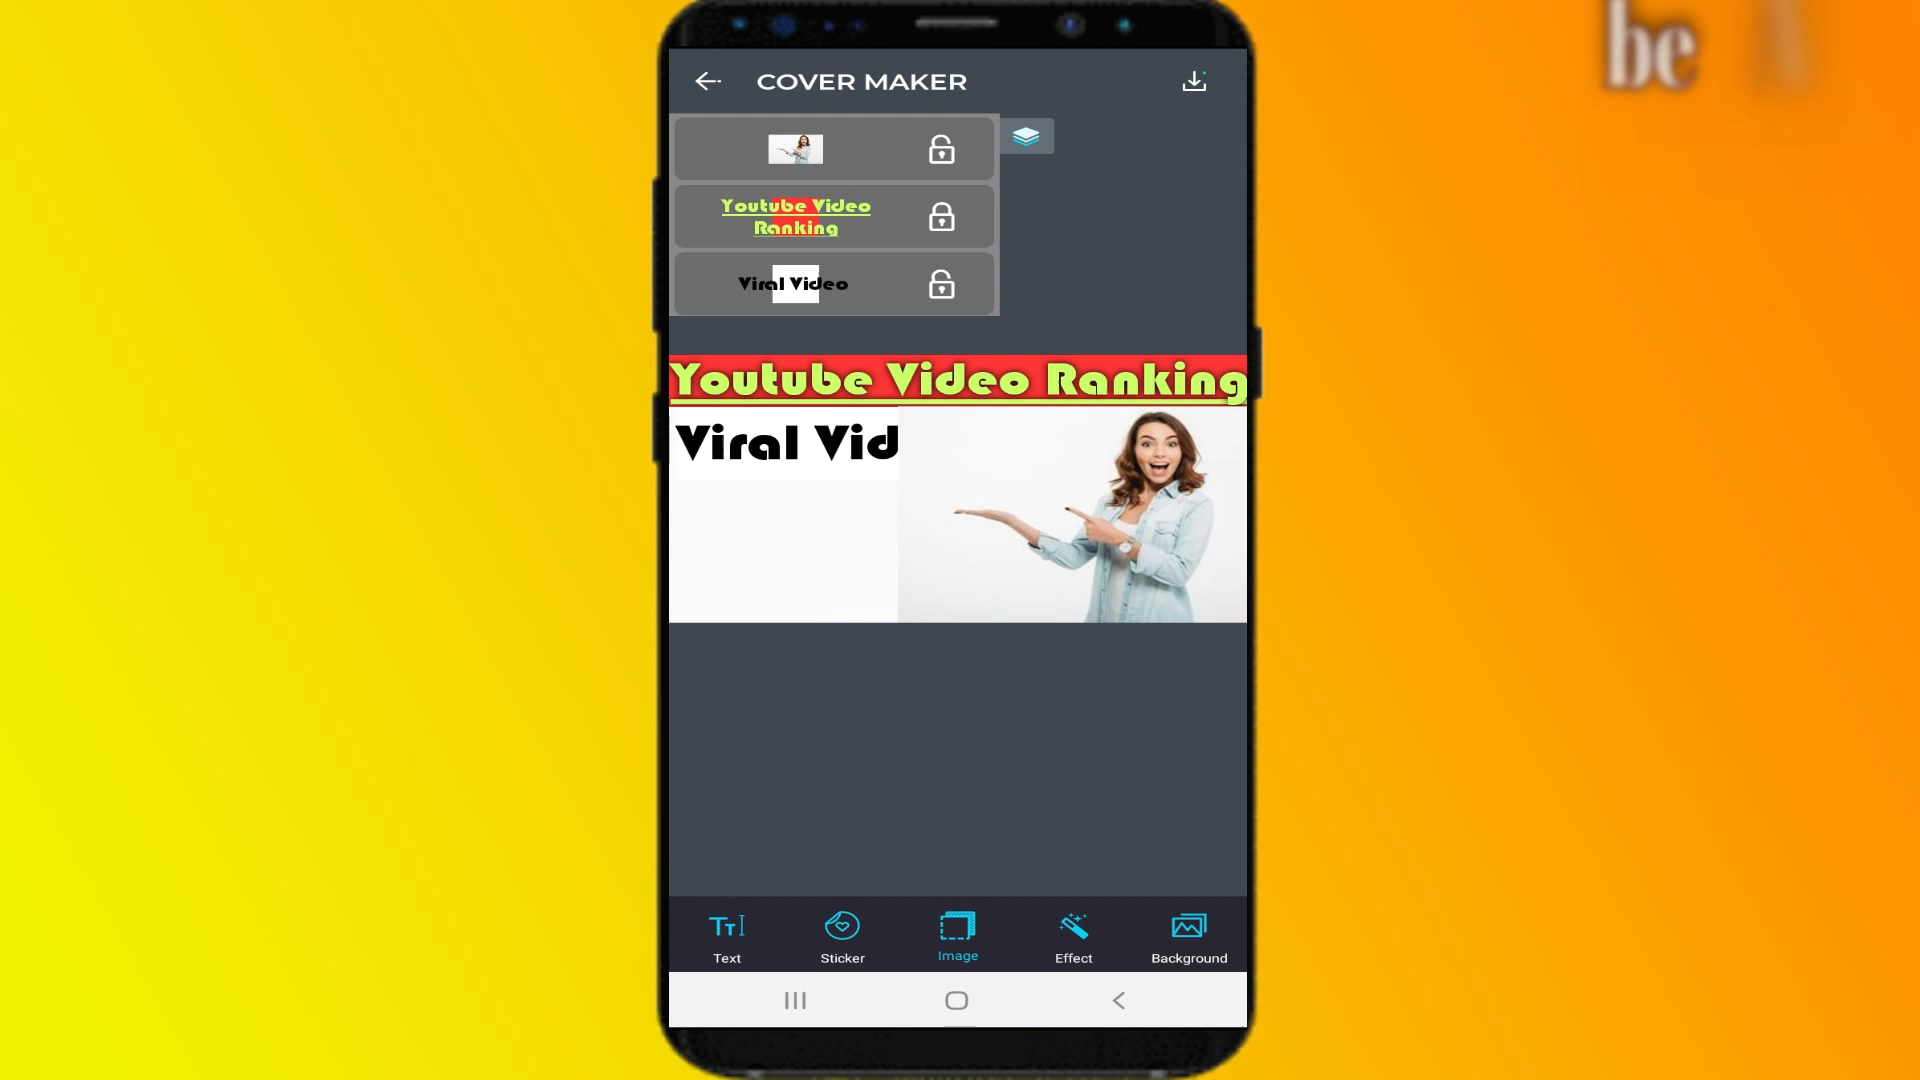 be
COVER MAKER
Youtube Video
Ranking
Viral Video
Youtube Video Ranking
Viral Vid
Text
Sticker
Image
Effect
Background